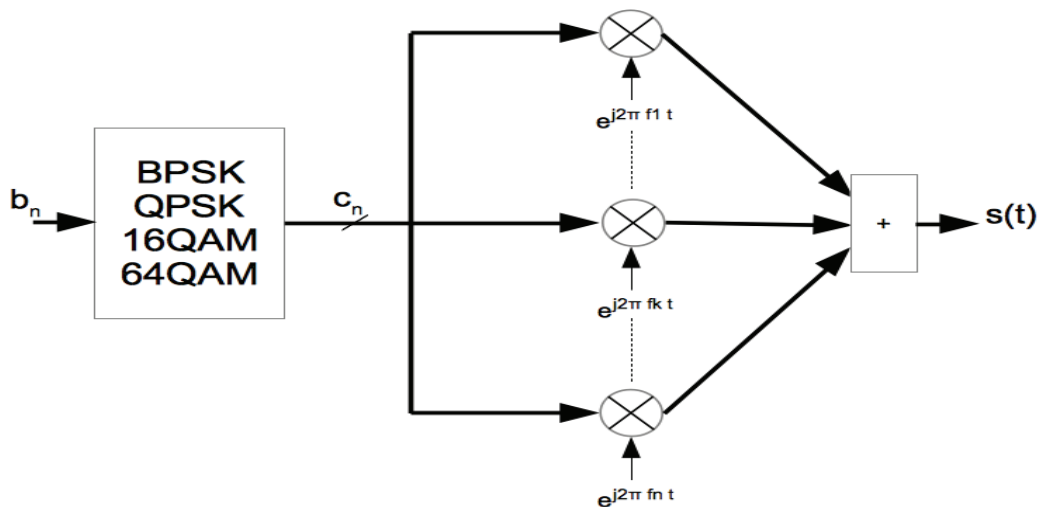 e^{j2π f1 t}
b_n
BPSK
QPSK
16QAM
64QAM
c_n
e^{j2π fk t}
+
s(t)
e^{j2π fn t}